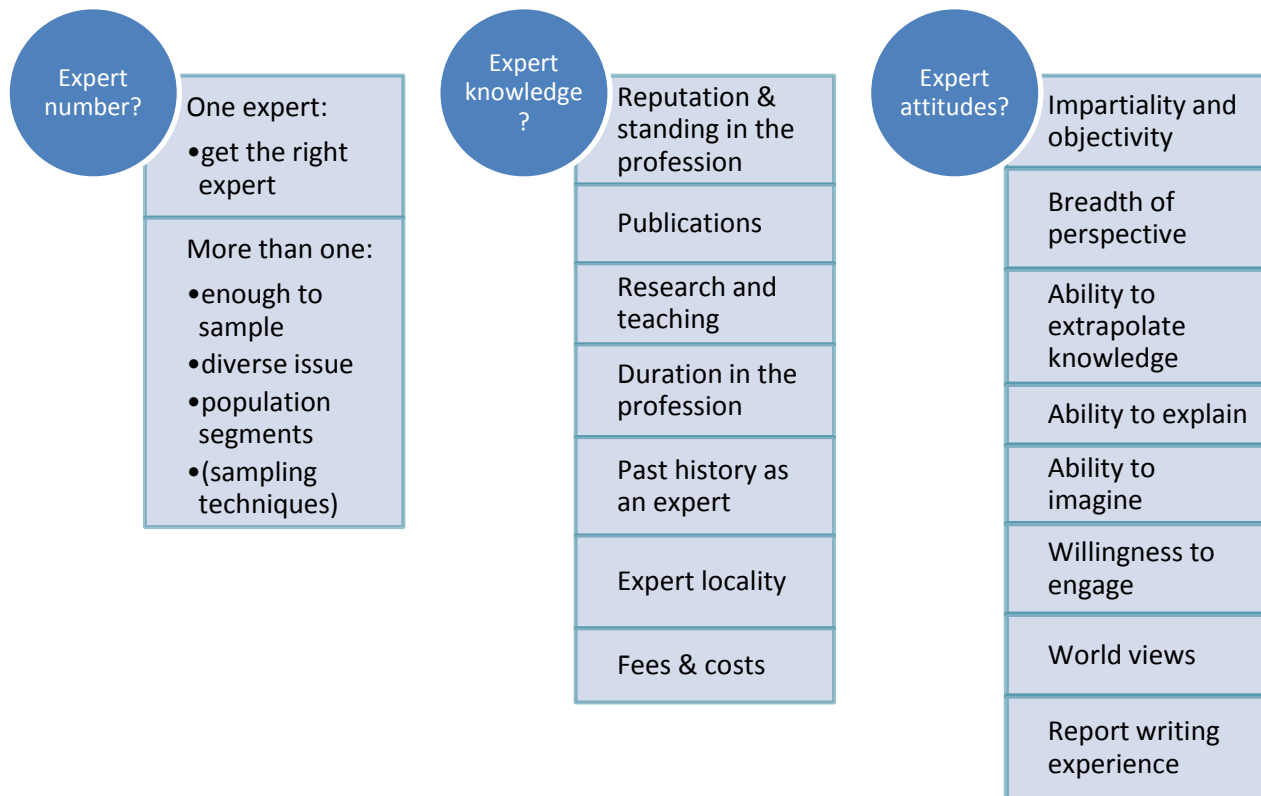 Expert
number?
One expert:
•get the right
expert
More than one:
•enough to
sample
•diverse issue
•population
segments
•(sampling
techniques)
Expert
knowledge
?
Reputation &
standing in the
profession
Publications
Research and
teaching
Duration in the
profession
Past history as
an expert
Expert locality
Fees & costs
Expert
attitudes?
Impartiality and
objectivity
Breadth of
perspective
Ability to
extrapolate
knowledge
Ability to explain
Ability to
imagine
Willingness to
engage
World views
Report writing
experience